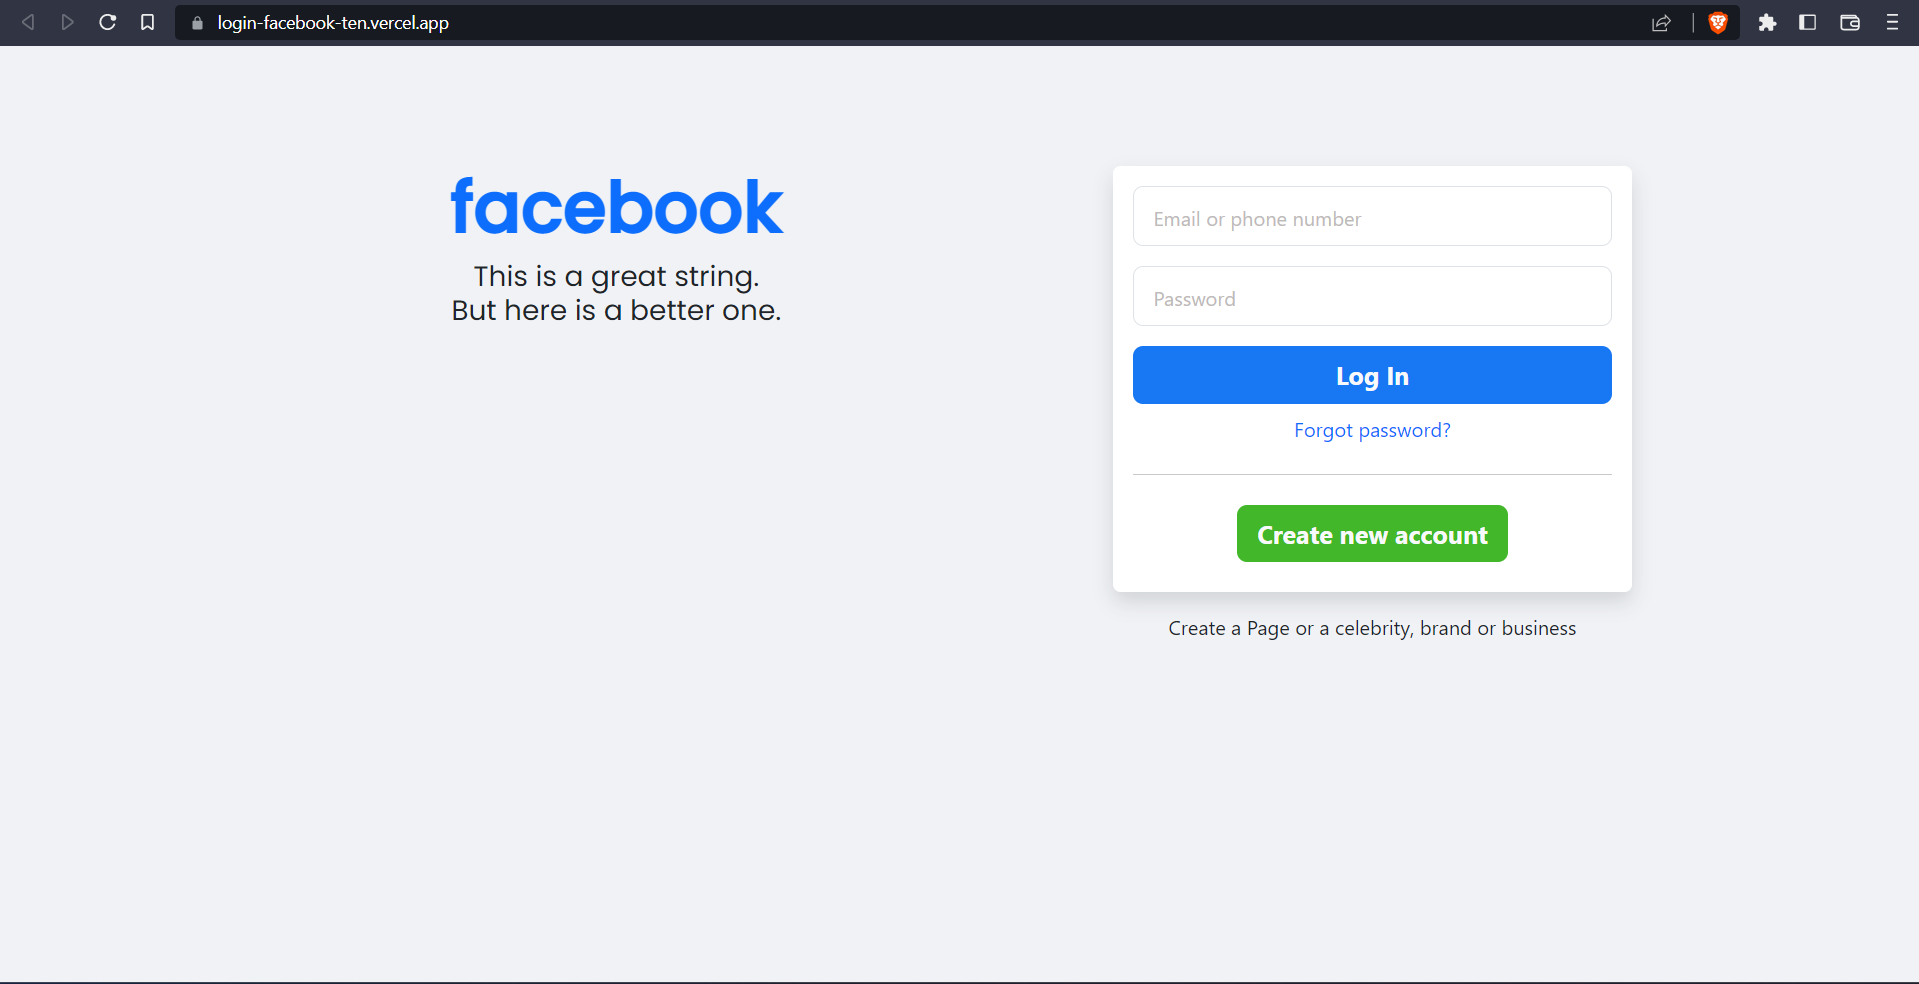 login-facebook-ten.vercel.app
facebook
This is a great string.
But here is a better one.
Email or phone number
Password
Log In
Forgot password?
Create new account
Create a Page or a celebrity, brand or business